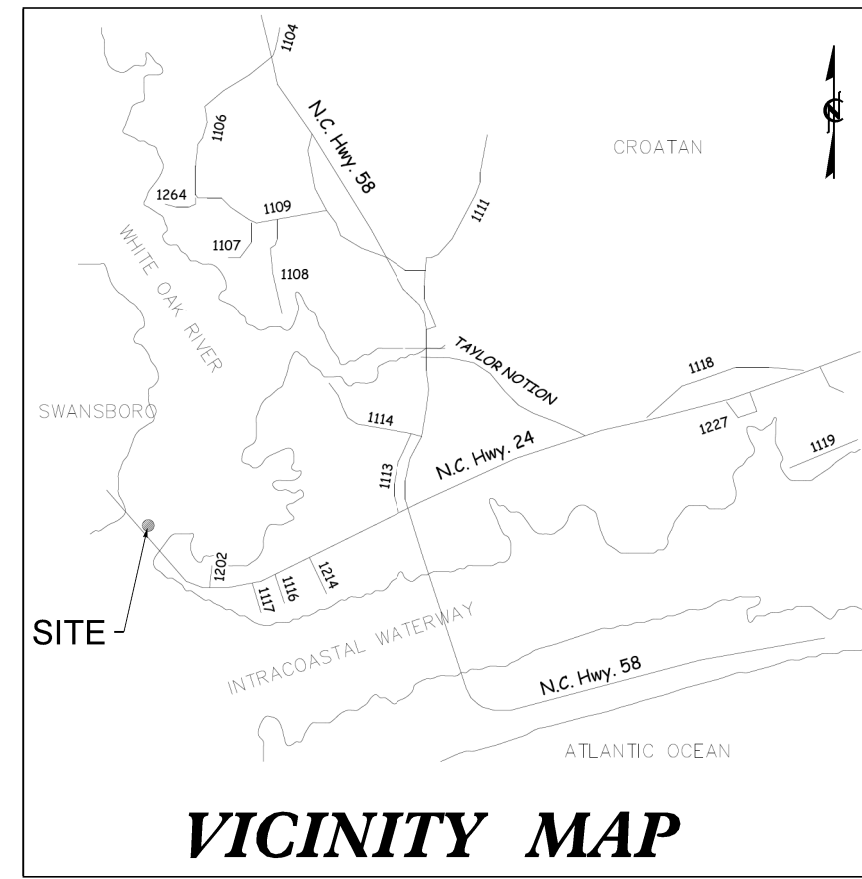 1104
N.C. Hwy. 58
1106
CROATAN
1264
1109
1111
1107
WHITE OAK RIVER
1108
TAYLOR NOTION
1118
SWANSBORO
1114
1227
N.C. Hwy. 24
1119
1113
1202
1117
1116
1214
SITE
INTRACOASTAL WATERWAY
N.C. Hwy. 58
ATLANTIC OCEAN
VICINITY MAP
N